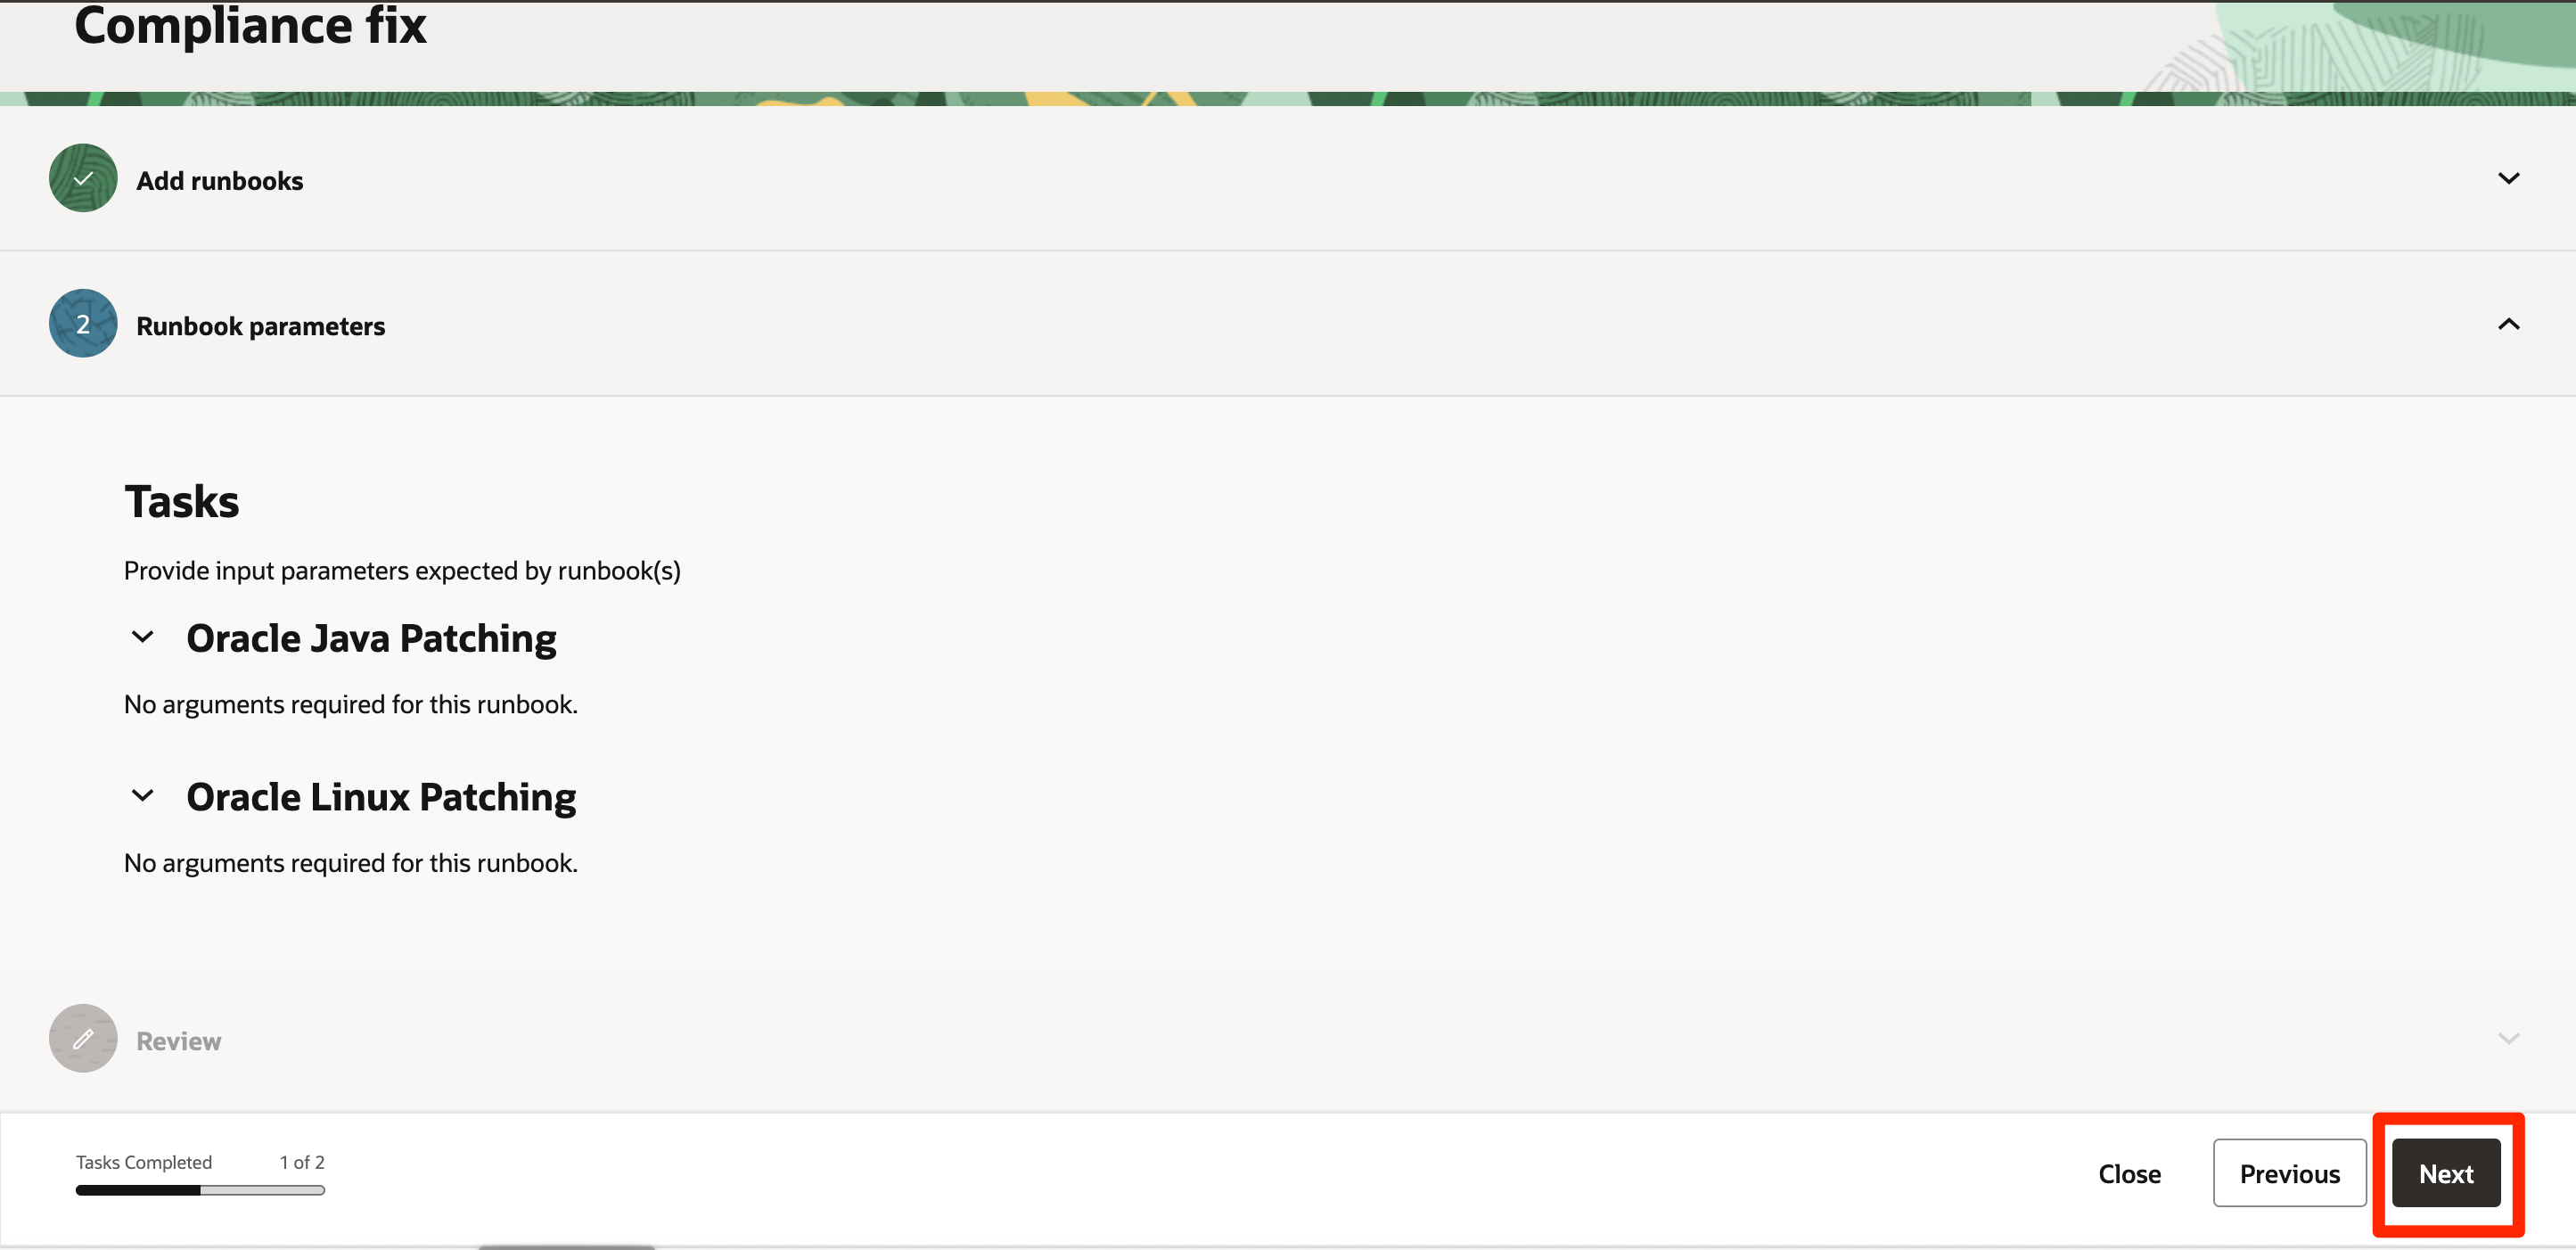 Compliance fix
Add runbooks
2
Runbook parameters
Tasks
Provide input parameters expected by runbook(s)
Oracle Java Patching
No arguments required for this runbook.
Oracle Linux Patching
No arguments required for this runbook.
Review
Tasks Completed 1 of 2
Close Previous Next